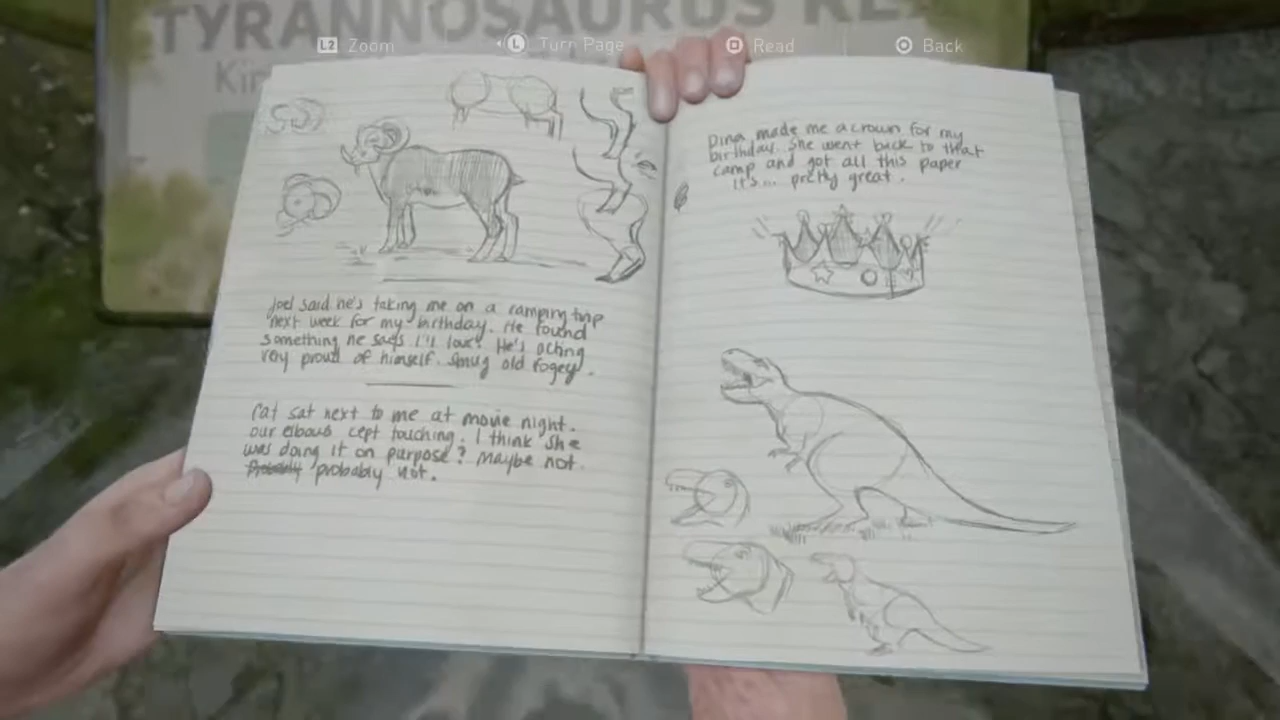 TYRANNOSAURUS RE
Kin
L2 Zoom
L Turn Page
Read
Back
Joel said he's taking me on a camping trip
next week for my birthday. He found
something he says I'll love. He's acting
very proud of himself. Smug old fogey.
Cat sat next to me at movie night.
our elbows kept touching. I think she
was doing it on purpose? Maybe not.
Probably probably not.
Dina made me a crown for my
birthday. She went back to that
camp and got all this paper
it's... pretty great.